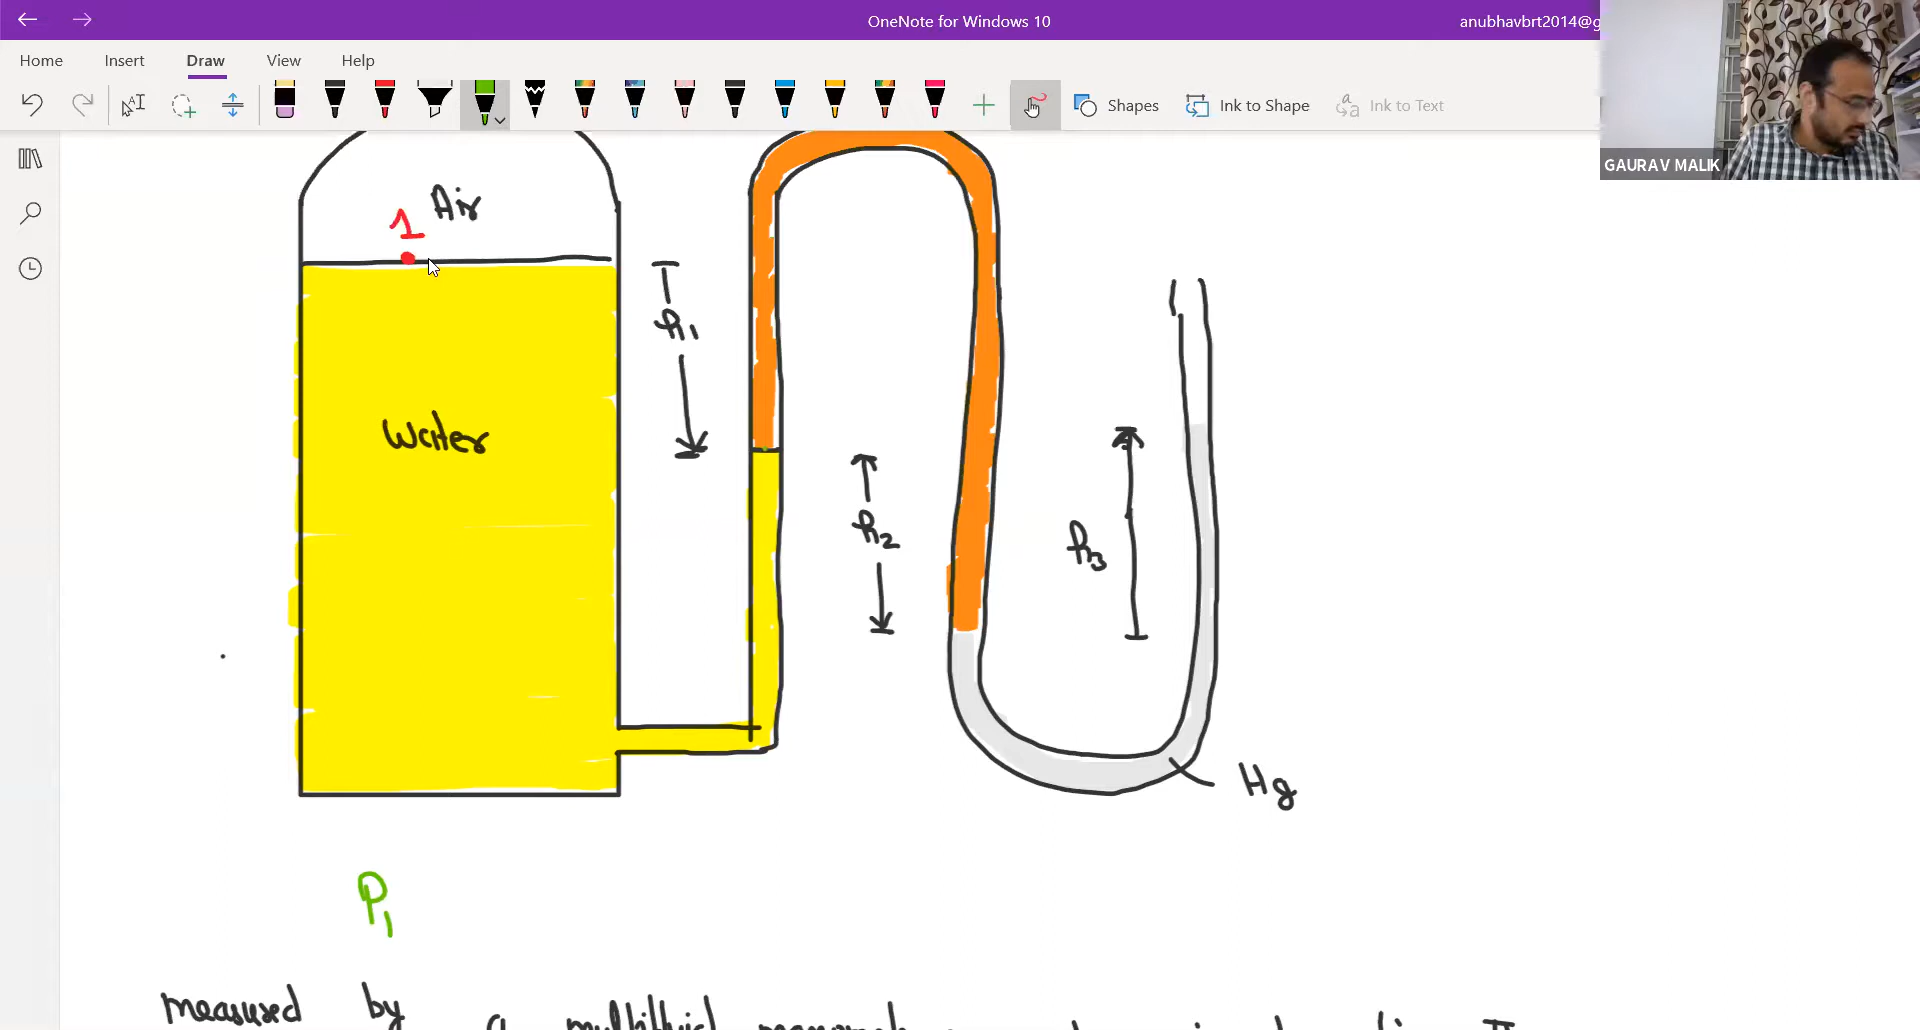 OneNote for Windows 10
anubhavbrt2014@g
Home Insert Draw View Help
Shapes Ink to Shape Ink to Text
GAURAV MALIK
Air
1
h1
Water
h2
h3
Hg
P1
measured by a multifluid